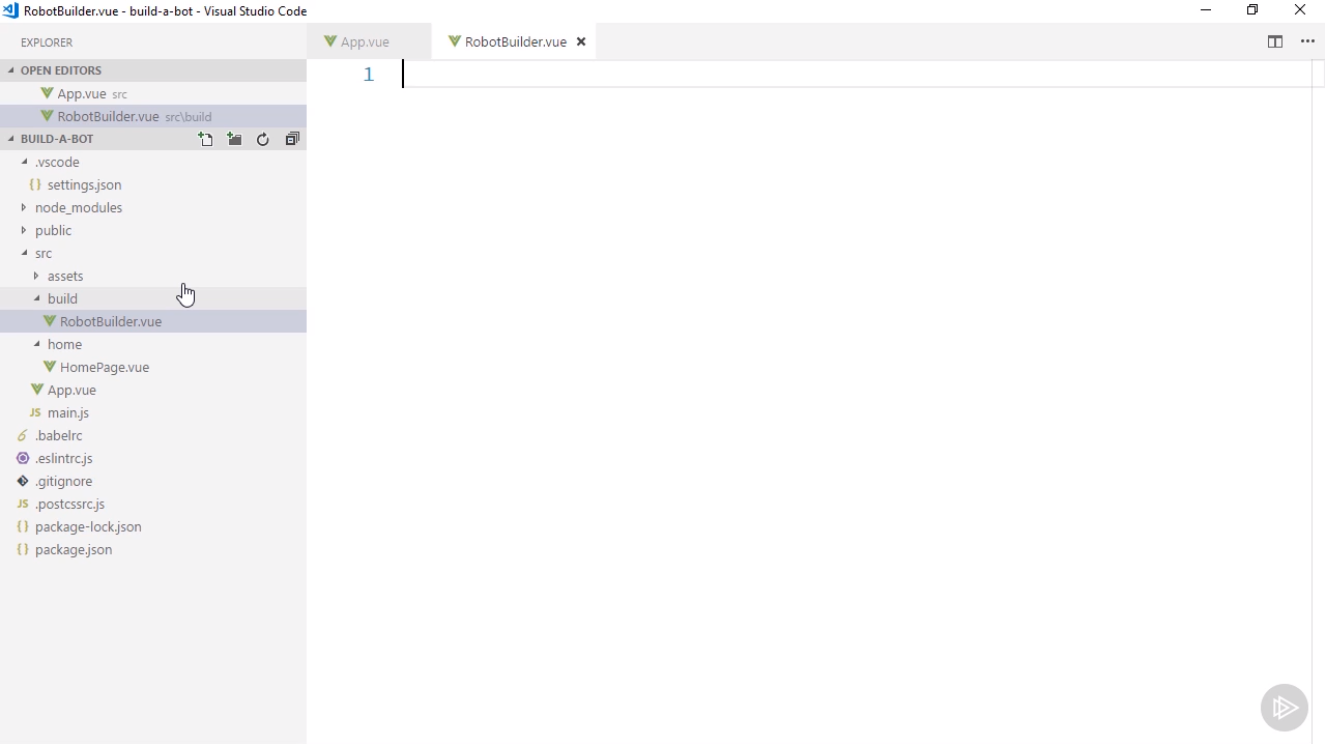 RobotBuilder.vue - build-a-bot - Visual Studio Code
EXPLORER
App.vue
RobotBuilder.vue
OPEN EDITORS
App.vue src
RobotBuilder.vue src\build
BUILD-A-BOT
.vscode
{ } settings.json
node_modules
public
src
assets
build
RobotBuilder.vue
home
HomePage.vue
App.vue
JS main.js
6 .babelrc
.eslintrc.js
.gitignore
JS .postcssrc.js
{ } package-lock.json
{ } package.json
1